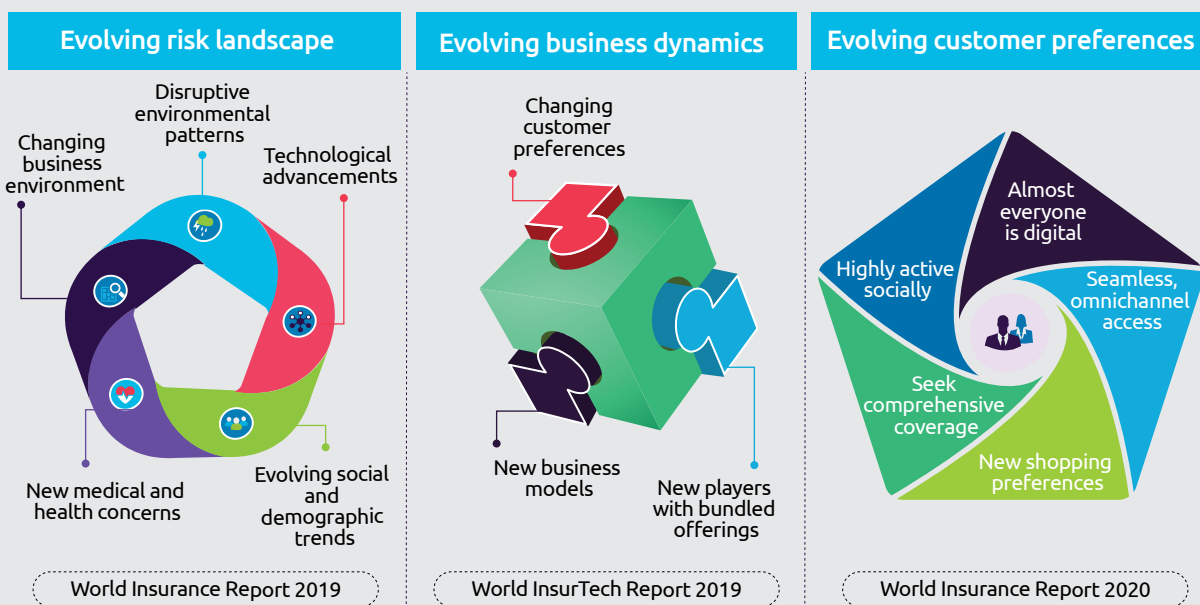 Evolving risk landscape
Disruptive
environmental
patterns
Changing
business
environment
Technological
advancements
New medical and
health concerns
Evolving social
and
demographic
trends
World Insurance Report 2019
Evolving business dynamics
Changing
customer
preferences
New business
models
New players
with bundled
offerings
World InsurTech Report 2019
Evolving customer preferences
Almost
everyone
is digital
Highly active
socially
Seamless,
omnichannel
access
Seek
comprehensive
coverage
New shopping
preferences
World Insurance Report 2020